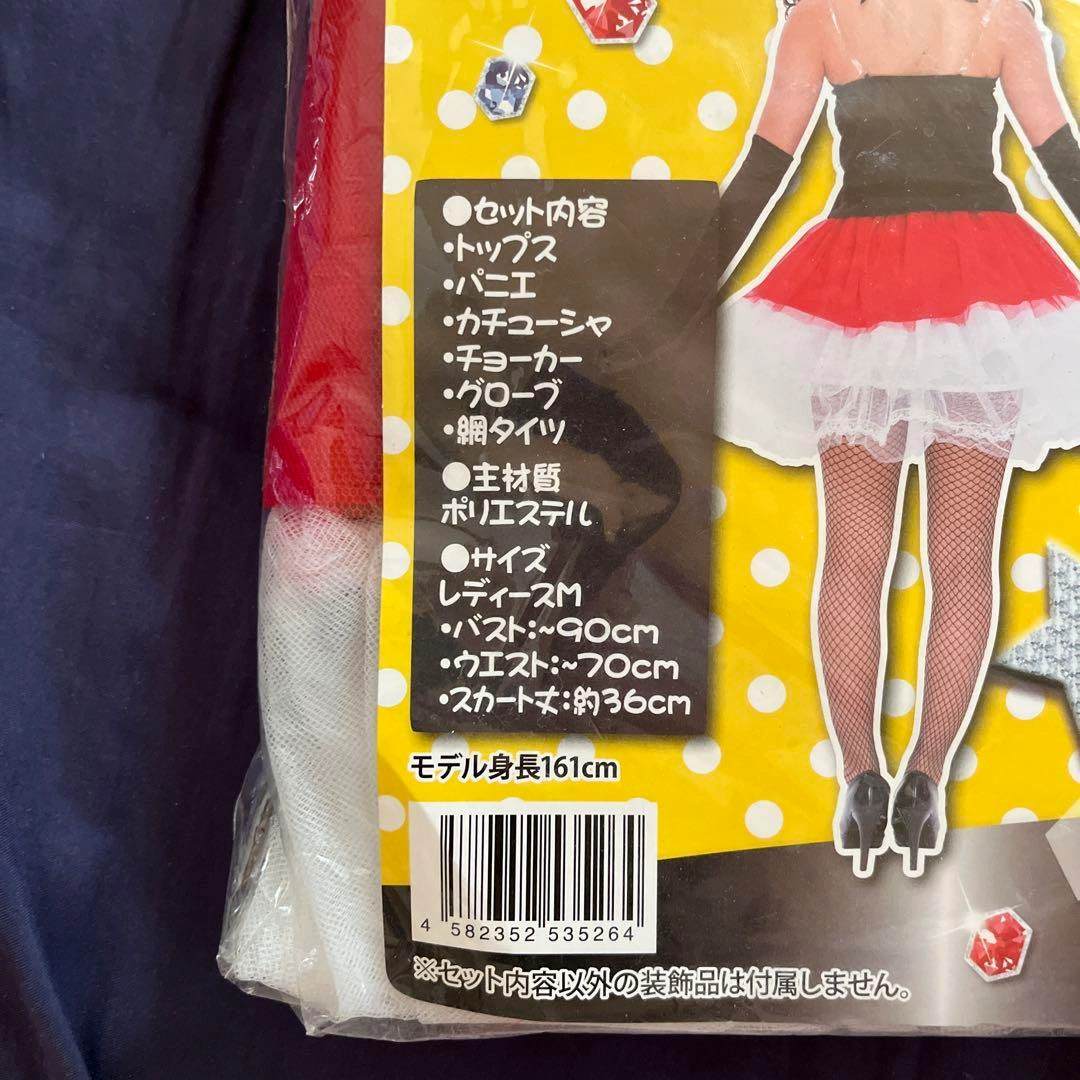 ●セット内容
・トップス
・パニエ
・カチューシャ
・チョーカー
・グローブ
・網タイツ
●主材質
ポリエステル
●サイズ
レディースM
・バスト:~90cm
・ウエスト:~70cm
・スカート丈:約36cm
モデル身長161cm
4 582352 535264
※セット内容以外の装飾品は付属しません。